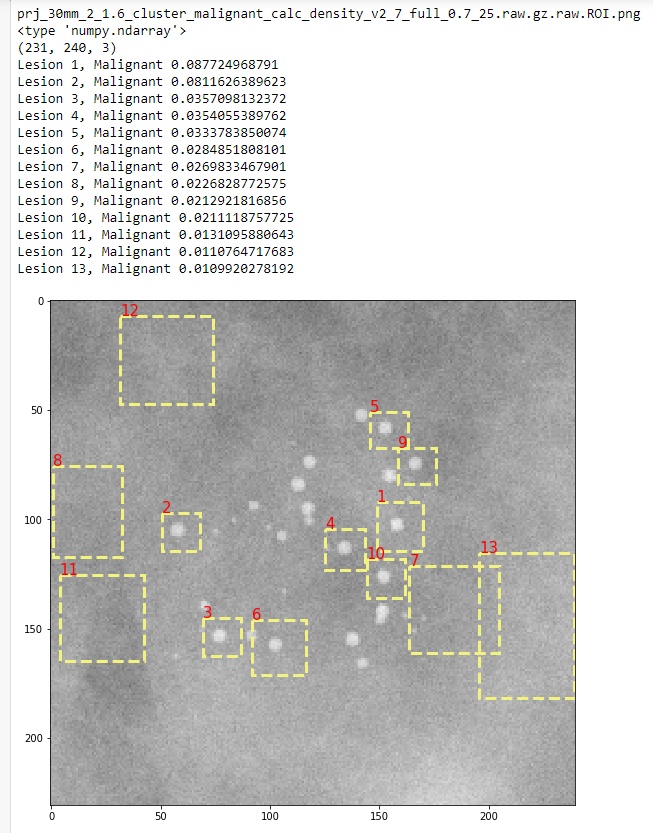 prj_30mm_2_1.6_cluster_malignant_calc_density_v2_7_full_0.7_25.raw.gz.raw.ROI.png
<type 'numpy.ndarray'>
(231, 240, 3)
Lesion 1, Malignant 0.087724968791
Lesion 2, Malignant 0.0811626389623
Lesion 3, Malignant 0.0357098132372
Lesion 4, Malignant 0.0354055389762
Lesion 5, Malignant 0.0333783850074
Lesion 6, Malignant 0.0284851808101
Lesion 7, Malignant 0.0269833467901
Lesion 8, Malignant 0.0226828772575
Lesion 9, Malignant 0.0212921816856
Lesion 10, Malignant 0.0211118757725
Lesion 11, Malignant 0.0131095880643
Lesion 12, Malignant 0.0110764717683
Lesion 13, Malignant 0.0109920278192
0
12
50
5
9
8
1
100
2
4
13
10
7
11
150
3
6
200
0
50
100
150
200